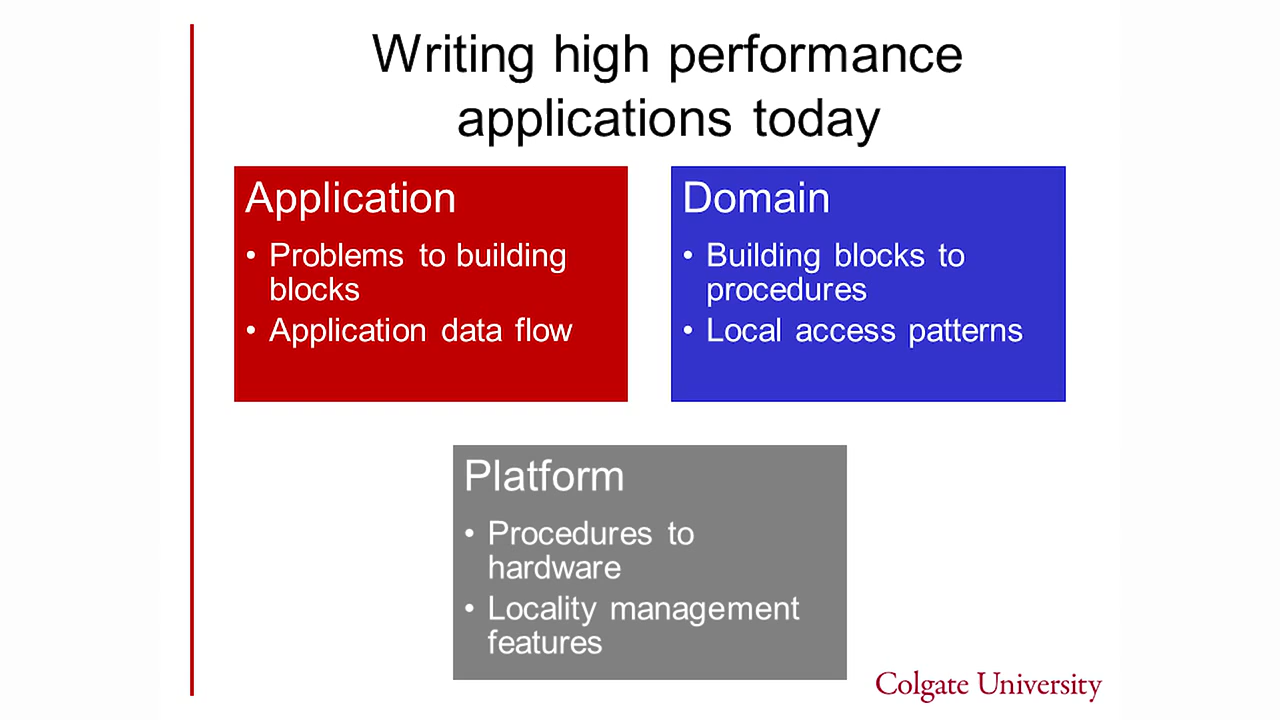 Writing high performance
applications today
Application
• Problems to building
blocks
• Application data flow
Domain
• Building blocks to
procedures
• Local access patterns
Platform
• Procedures to
hardware
• Locality management
features
Colgate University